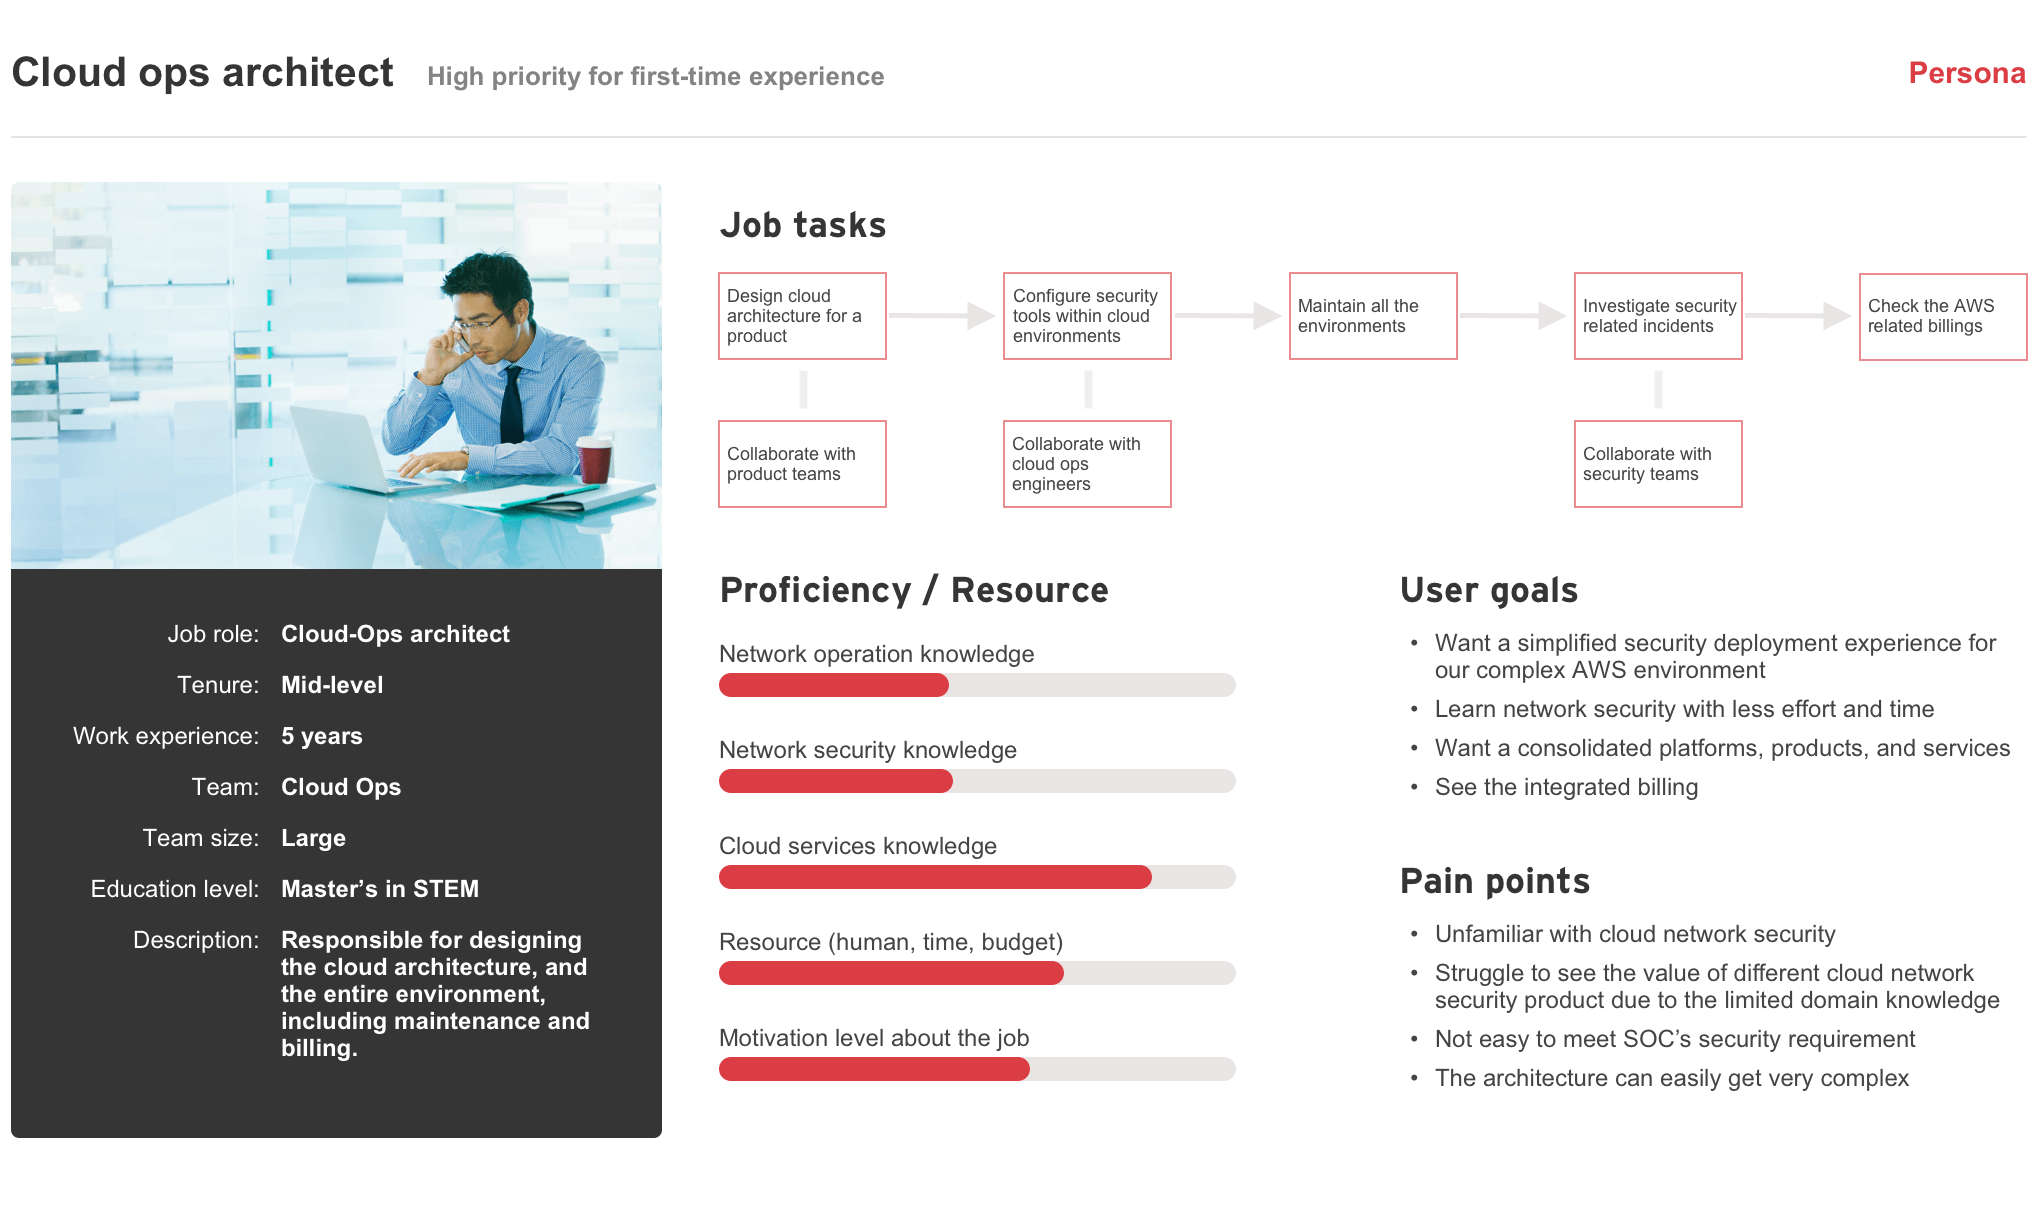 Cloud ops architect
High priority for first-time experience
Persona
Job role: Cloud-Ops architect
Tenure: Mid-level
Work experience: 5 years
Team: Cloud Ops
Team size: Large
Education level: Master’s in STEM
Description: Responsible for designing
the cloud architecture, and
the entire environment,
including maintenance and
billing.
Job tasks
Design cloud
architecture for a
product
Configure security
tools within cloud
environments
Maintain all the
environments
Investigate security
related incidents
Check the AWS
related billings
Collaborate with
product teams
Collaborate with
cloud ops
engineers
Collaborate with
security teams
Proficiency / Resource
Network operation knowledge
Network security knowledge
Cloud services knowledge
Resource (human, time, budget)
Motivation level about the job
User goals
• Want a simplified security deployment experience for
our complex AWS environment
• Learn network security with less effort and time
• Want a consolidated platforms, products, and services
• See the integrated billing
Pain points
• Unfamiliar with cloud network security
• Struggle to see the value of different cloud network
security product due to the limited domain knowledge
• Not easy to meet SOC’s security requirement
• The architecture can easily get very complex